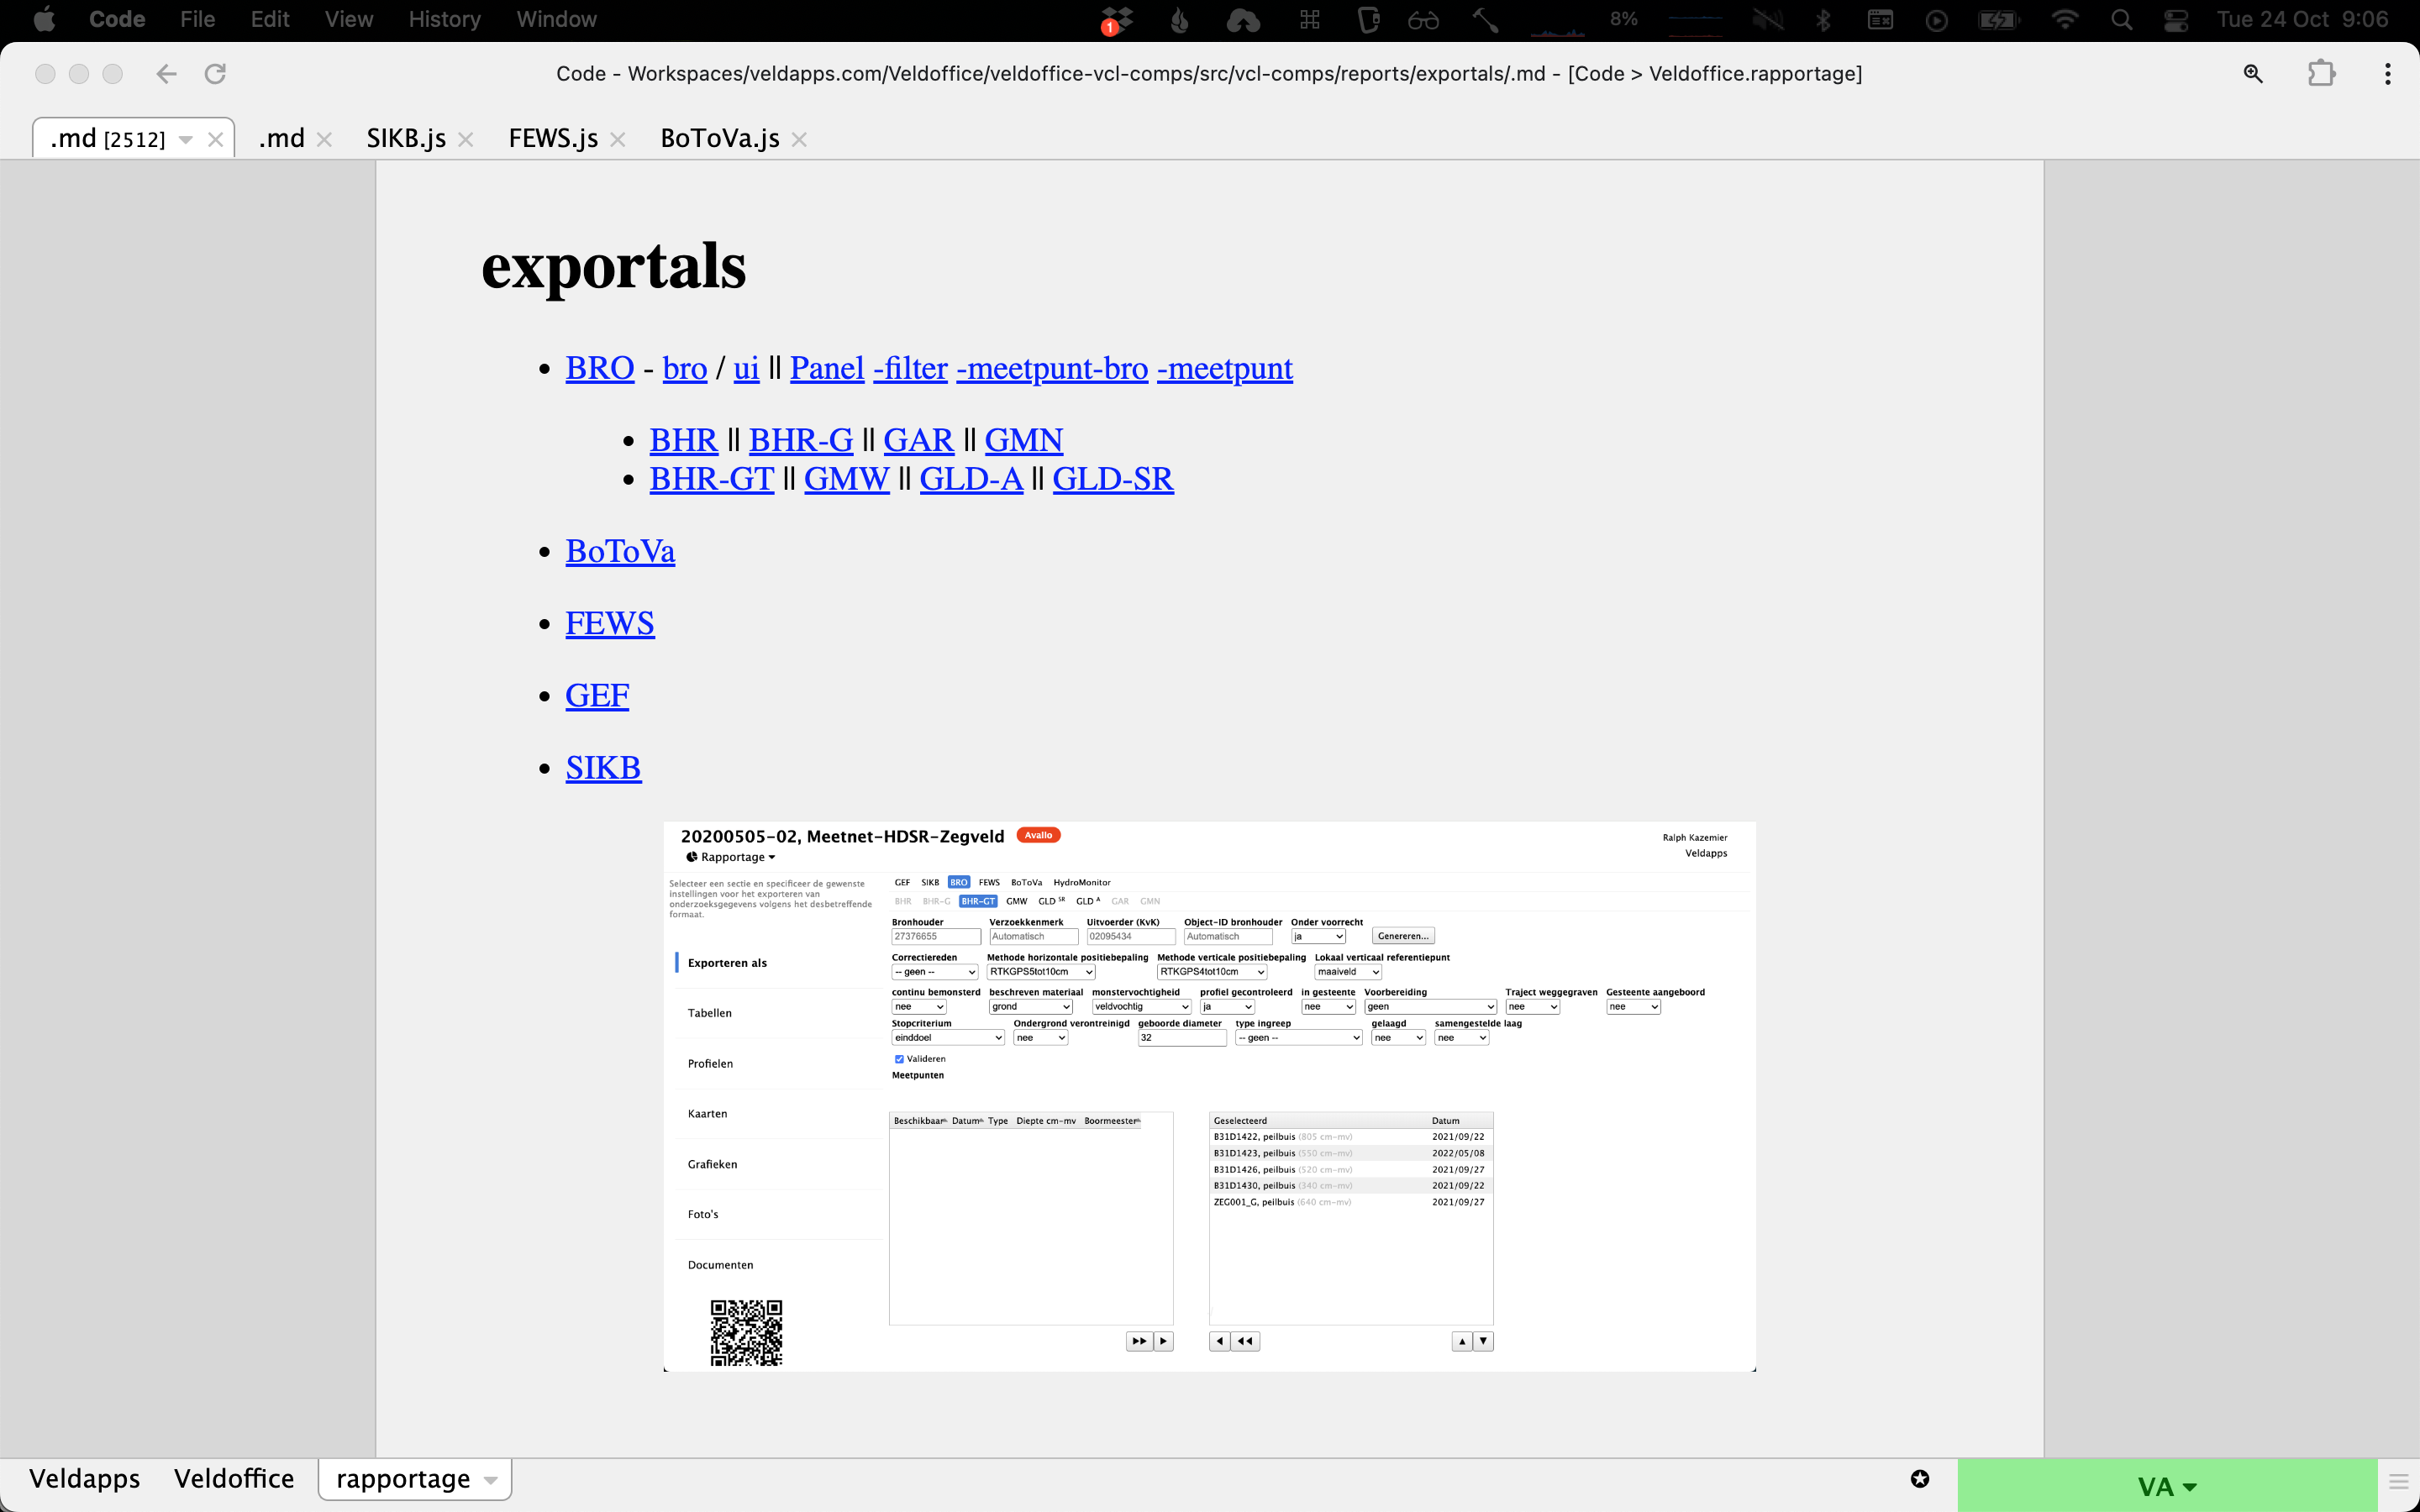 Code File Edit View History Window 1 8% Tue 24 Oct 9:06
Code - Workspaces/veldapps.com/Veldoffice/veldoffice-vcl-comps/src/vcl-comps/reports/exportals/.md - [Code > Veldoffice.rapportage]
.md [2512] .md SIKB.js FEWS.js BoToVa.js
exportals
BRO - bro / ui || Panel -filter -meetpunt-bro -meetpunt
BHR || BHR-G || GAR || GMN
BHR-GT || GMW || GLD-A || GLD-SR
BoToVa
FEWS
GEF
SIKB
20200505-02, Meetnet-HDSR-Zegveld Avallo
Ralph Kazemier
Rapportage
Veldapps
Selecteer een sectie en specificeer de gewenste
instellingen voor het exporteren van
onderzoeksgegevens volgens het desbetreffende
formaat.
Exporteren als
Tabellen
Profielen
Kaarten
Grafieken
Foto's
Documenten
GEF SIKB BRO FEWS BoToVa HydroMonitor
BHR BHR-G BHR-GT GMW GLD SR GLD A GAR GMN
Bronhouder Verzoekkenmerk Uitvoerder (KvK) Object-ID bronhouder Onder voorrecht
27376655 Automatisch 02095434 Automatisch ja Genereren...
Correctiereden Methode horizontale positiebepaling Methode verticale positiebepaling Lokaal verticaal referentiepunt
-- geen -- RTKGPS5tot10cm RTKGPS4tot10cm maaiveld
continu bemonsterd beschreven materiaal monstervochtigheid profiel gecontroleerd in gesteente Voorbereiding Traject weggegraven Gesteente aangeboord
nee grond veldvochtig ja nee geen nee nee
Stopcriterium Ondergrond verontreinigd geboorde diameter type ingreep gelaagd samengestelde laag
einddoel nee 32 -- geen -- nee nee
Valideren
Meetpunten
Beschikbaar Datum Type Diepte cm-mv Boormeester
Geselecteerd Datum
B31D1422, peilbuis (805 cm-mv) 2021/09/22
B31D1423, peilbuis (550 cm-mv) 2022/05/08
B31D1426, peilbuis (520 cm-mv) 2021/09/27
B31D1430, peilbuis (340 cm-mv) 2021/09/22
ZEG001_G, peilbuis (640 cm-mv) 2021/09/27
Veldapps Veldoffice rapportage VA